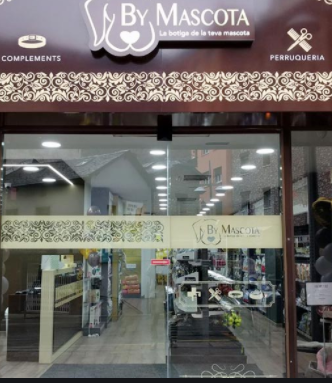 BY MASCOTA
La botiga de la teva mascota
COMPLEMENTS
PERRUQUERIA
BY MASCOTA